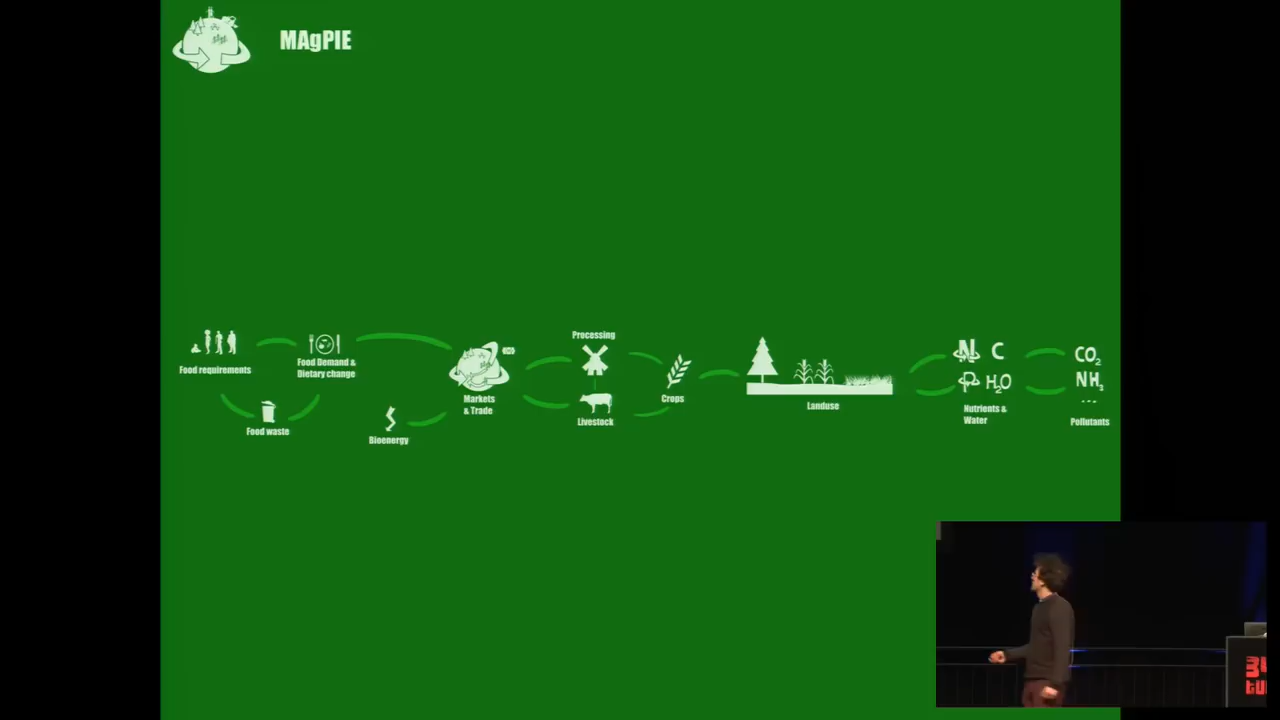 MAgPIE
Processing
Food requirements
Food Demand &
Dietary change
Markets
& Trade
Livestock
Crops
Landuse
N C
P H₂O
Nutrients &
Water
CO₂
NH₃
...
Pollutants
Food waste
Bioenergy
34